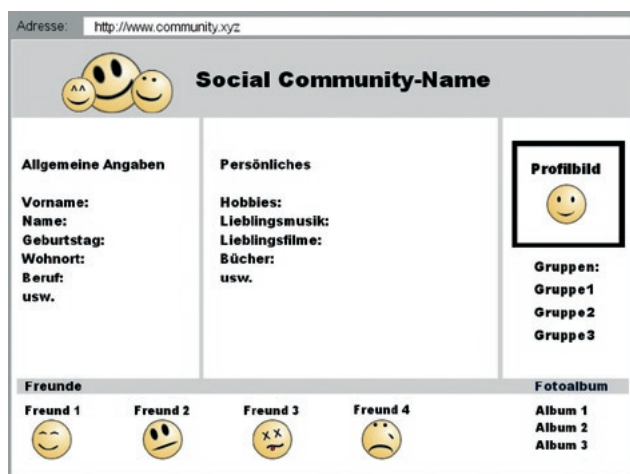 Adresse: http://www.community.xyz
Social Community-Name
Allgemeine Angaben
Vorname:
Name:
Geburtstag:
Wohnort:
Beruf:
usw.
Persönliches
Hobbies:
Lieblingsmusik:
Lieblingsfilme:
Bücher:
usw.
Profilbild
Gruppen:
Gruppe1
Gruppe2
Gruppe3
Freunde
Freund 1
Freund 2
Freund 3
Freund 4
Fotoalbum
Album 1
Album 2
Album 3